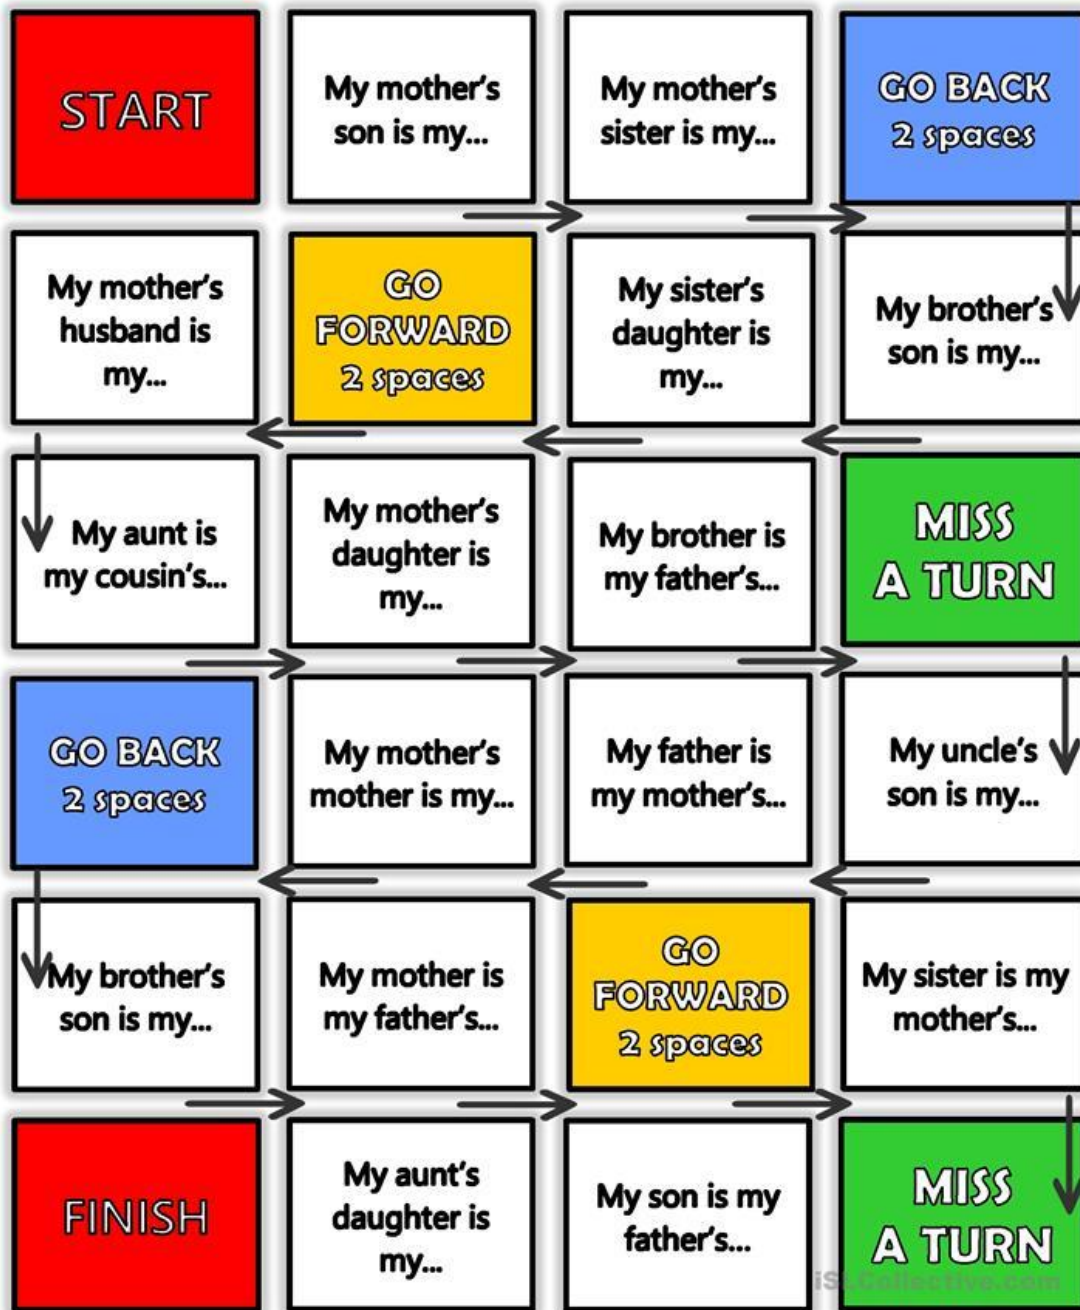 START
My mother's
son is my...
My mother's
sister is my...
GO BACK
2 spaces
My mother's
husband is
my...
GO
FORWARD
2 spaces
My sister's
daughter is
my...
My brother's
son is my...
My aunt is
my cousin's...
My mother's
daughter is
my...
My brother is
my father's...
MISS
A TURN
GO BACK
2 spaces
My mother's
mother is my...
My father is
my mother's...
My uncle's
son is my...
My brother's
son is my...
My mother is
my father's...
GO
FORWARD
2 spaces
My sister is my
mother's...
FINISH
My aunt's
daughter is
my...
My son is my
father's...
MISS
A TURN
iSLCollective.com